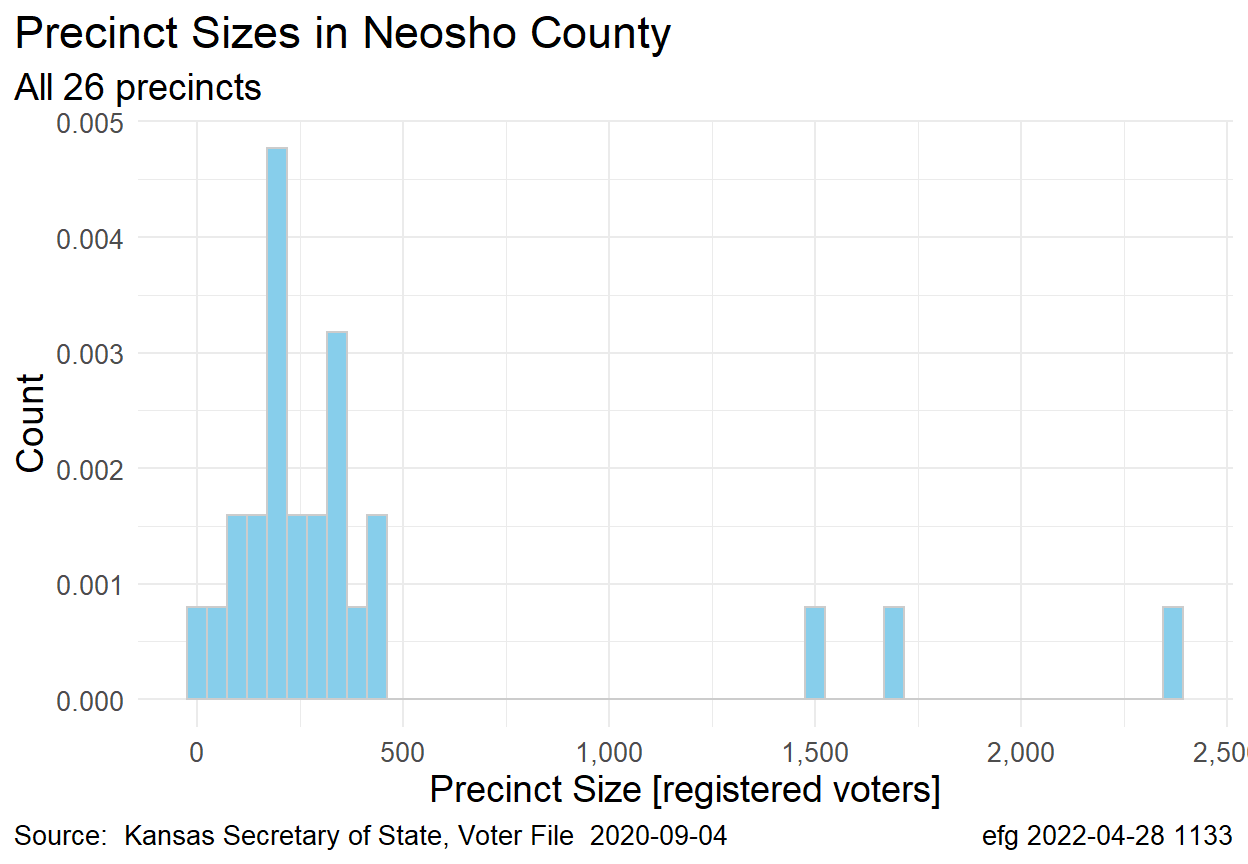 Precinct Sizes in Neosho County
All 26 precincts
0.005
0.004
0.003
0.002
0.001
0.000
Count
0 500 1,000 1,500 2,000 2,50
Precinct Size [registered voters]
Source:  Kansas Secretary of State, Voter File  2020-09-04 efg 2022-04-28 1133